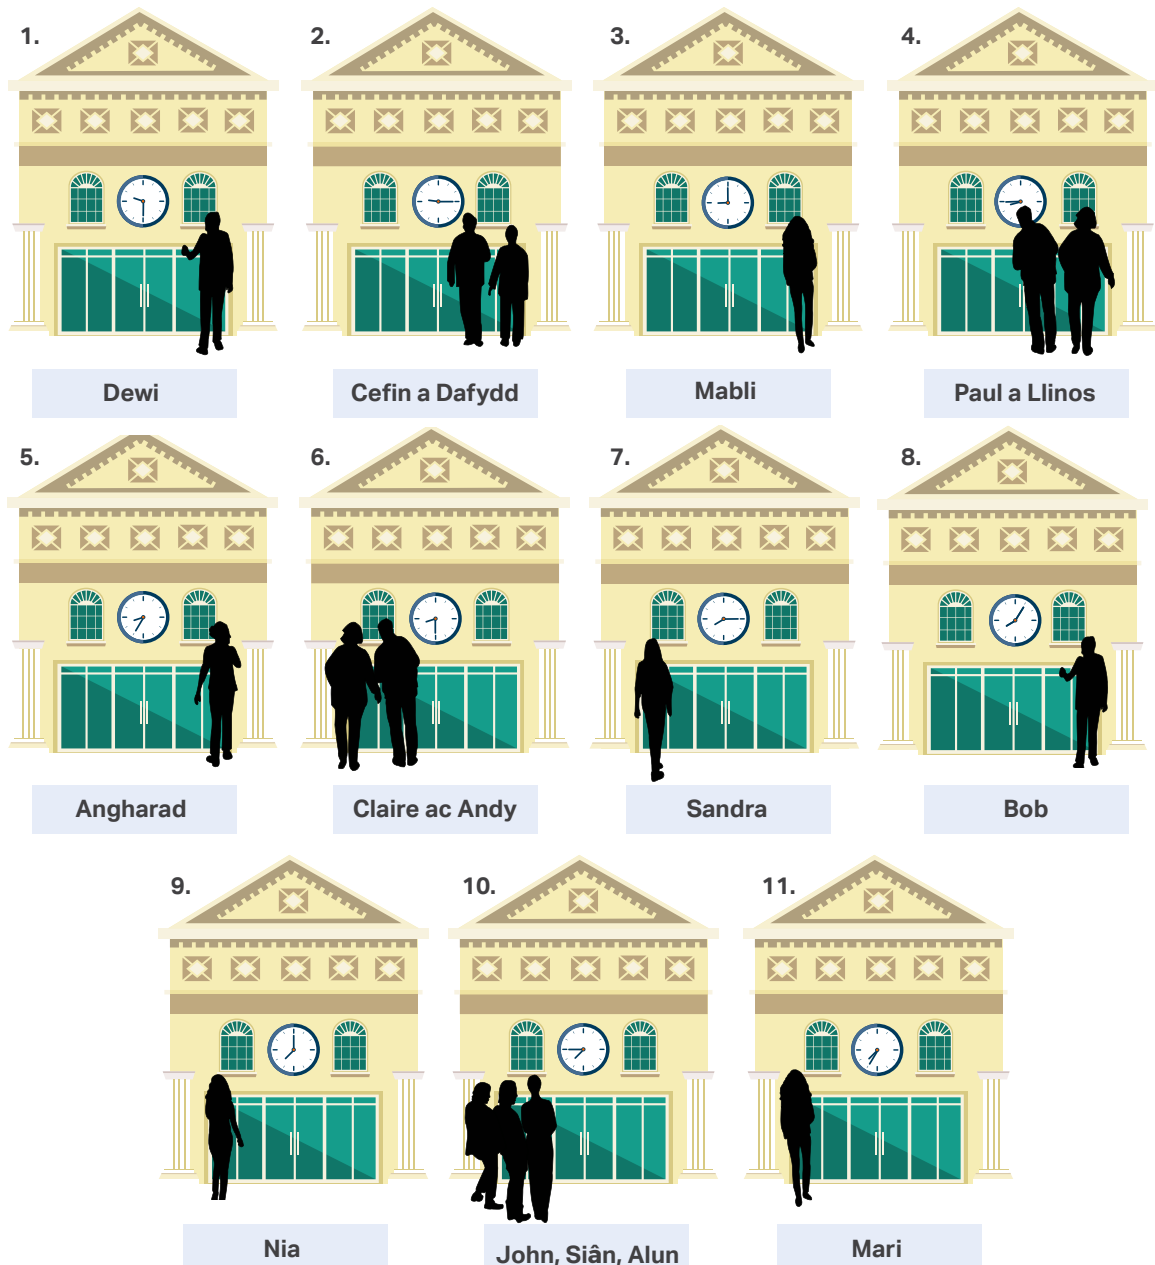 1.
2.
3.
4.
Dewi
Cefin a Dafydd
Mabli
Paul a Llinos
5.
6.
7.
8.
Angharad
Claire ac Andy
Sandra
Bob
9.
10.
11.
Nia
John, Siân, Alun
Mari